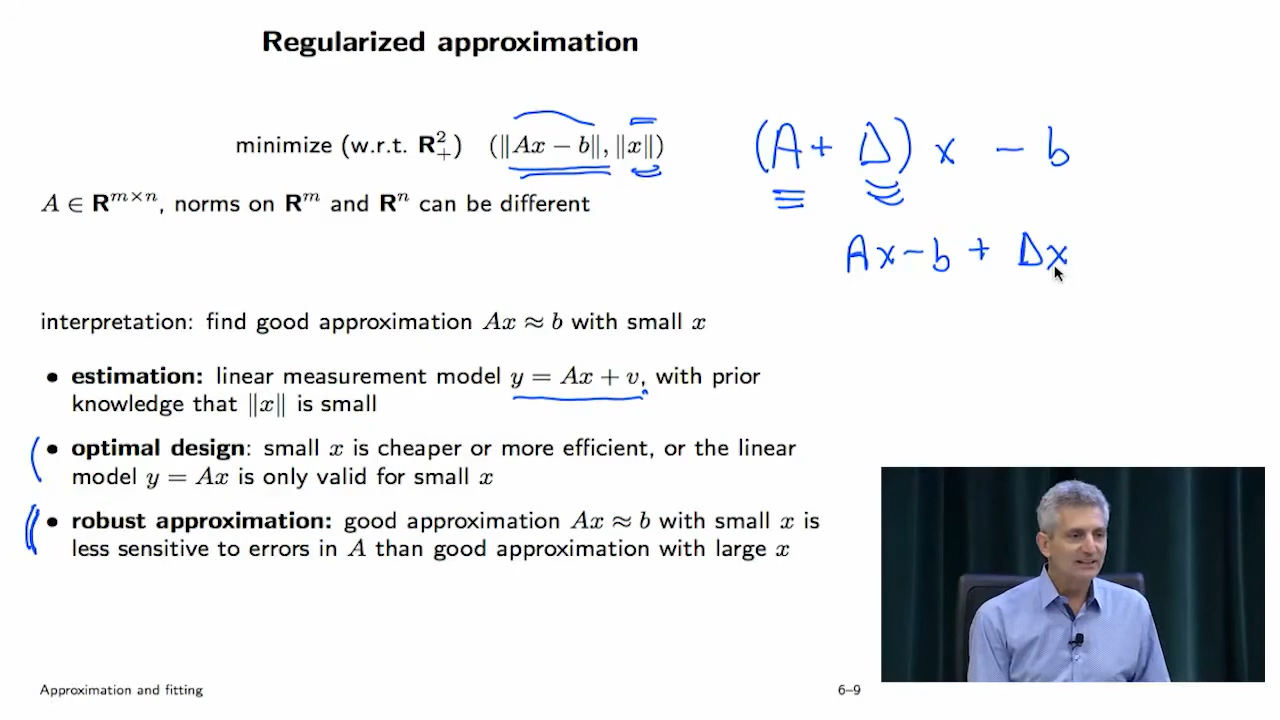 Regularized approximation
minimize (w.r.t. R²₊) (‖Ax − b‖, ‖x‖)
(A + Δ) x − b
A ∈ R^{m×n}, norms on R^m and R^n can be different
Ax − b + Δx
interpretation: find good approximation Ax ≈ b with small x
• estimation: linear measurement model y = Ax + v, with prior
knowledge that ‖x‖ is small
• optimal design: small x is cheaper or more efficient, or the linear
model y = Ax is only valid for small x
• robust approximation: good approximation Ax ≈ b with small x is
less sensitive to errors in A than good approximation with large x
Approximation and fitting
6–9